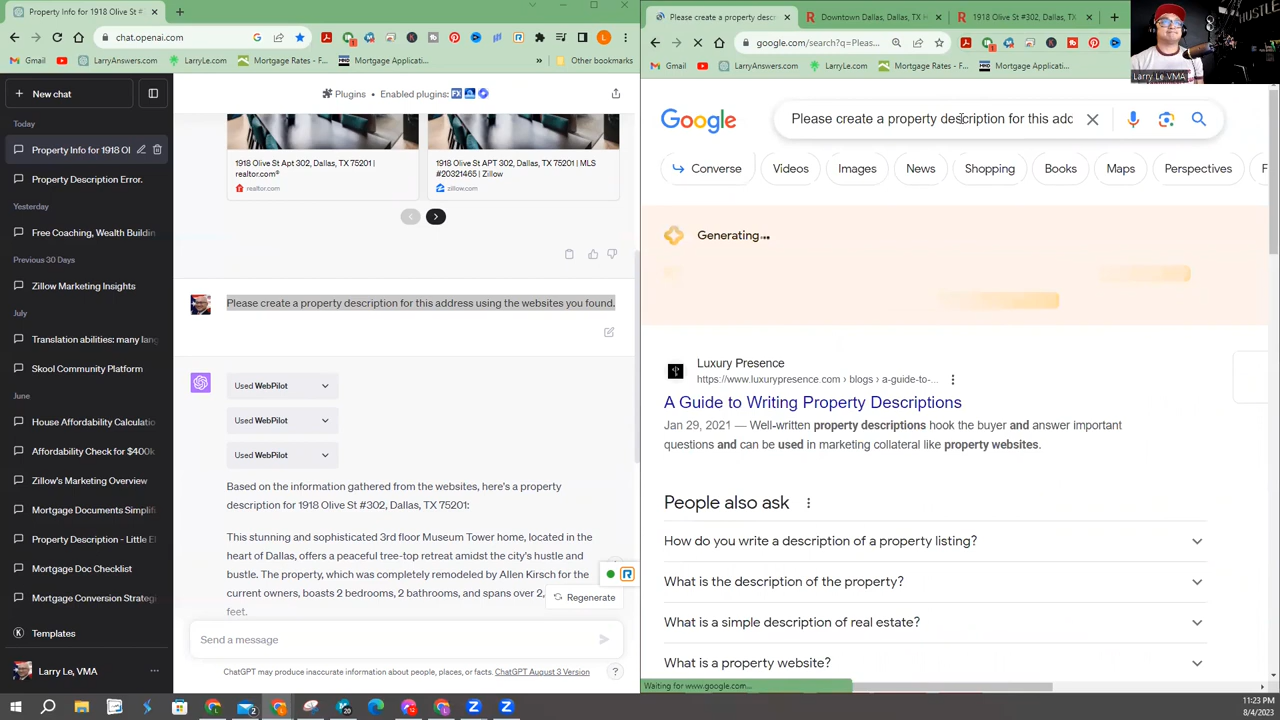 Property Info for 1918 Olive St #
chat.openai.com
Gmail
YouTube
LarryAnswers.com
LarryLe.com
Mortgage Rates - F...
Mortgage Applicati...
Other bookmarks
New chat
Today
Property Info for 1918 Ol
Property Description Error.
Yesterday
Free Coaching, Wealth Buildin
Previous 30 Days
Zillow Marketing Insights
July
Translation abilities: many lang
Skool Community Platform
June
House Affordability Calculatio
Affordability Check for $400k
Zillow's Marketing Overview
Mortgage Documents Simplifi
Property Description - Little E
Mortgage Doc Checklist
Mortgage Conversion Strateg
Templates
Larry Le, VMA
Plugins • Enabled plugins:
1918 Olive St Apt 302, Dallas, TX 75201 |
realtor.com®
realtor.com
1918 Olive St APT 302, Dallas, TX 75201 | MLS
#20321465 | Zillow
zillow.com
Please create a property description for this address using the websites you found.
Used WebPilot
Used WebPilot
Used WebPilot
Based on the information gathered from the websites, here's a property
description for 1918 Olive St #302, Dallas, TX 75201:
This stunning and sophisticated 3rd floor Museum Tower home, located in the
heart of Dallas, offers a peaceful tree-top retreat amidst the city's hustle and
bustle. The property, which was completely remodeled by Allen Kirsch for the
current owners, boasts 2 bedrooms, 2 bathrooms, and spans over 2,
feet.
Regenerate
Send a message
ChatGPT may produce inaccurate information about people, places, or facts. ChatGPT August 3 Version
Please create a property descr
Downtown Dallas, Dallas, TX H
1918 Olive St #302, Dallas, TX
google.com/search?q=Pleas...
Gmail
YouTube
LarryAnswers.com
LarryLe.com
Mortgage Rates - F...
Mortgage Applicati...
HUSTLE
Larry Le VMA
Google
Please create a property description for this add
Converse
Videos
Images
News
Shopping
Books
Maps
Perspectives
F
Generating...
Luxury Presence
https://www.luxurypresence.com › blogs › a-guide-to-...
A Guide to Writing Property Descriptions
Jan 29, 2021 — Well-written property descriptions hook the buyer and answer important
questions and can be used in marketing collateral like property websites.
People also ask
How do you write a description of a property listing?
What is the description of the property?
What is a simple description of real estate?
What is a property website?
Waiting for www.google.com...
11:23 PM
8/4/2023